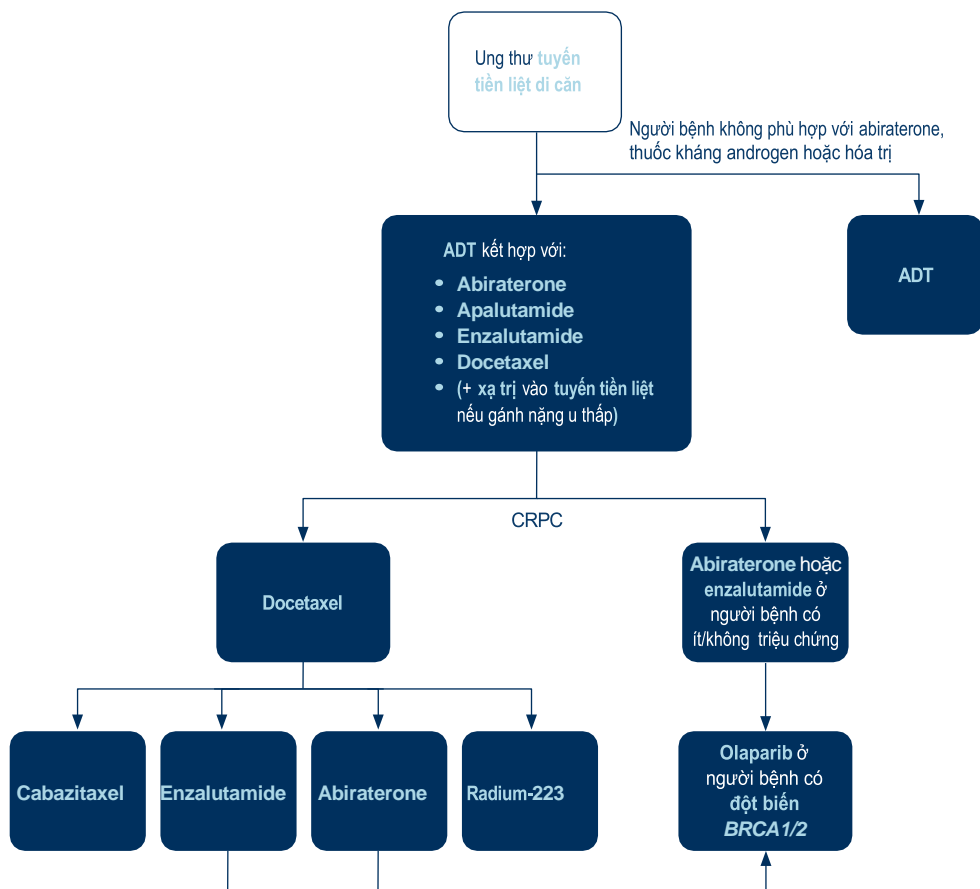 Ung thư tuyến
tiền liệt di căn
Người bệnh không phù hợp với abiraterone,
thuốc kháng androgen hoặc hóa trị
ADT kết hợp với:
• Abiraterone
• Apalutamide
• Enzalutamide
• Docetaxel
• (+ xạ trị vào tuyến tiền liệt
nếu gánh nặng u thấp)
ADT
CRPC
Docetaxel
Abiraterone hoặc
enzalutamide ở
người bệnh có
ít/không triệu chứng
Cabazitaxel
Enzalutamide
Abiraterone
Radium-223
Olaparib ở
người bệnh có
đột biến
BRCA1/2